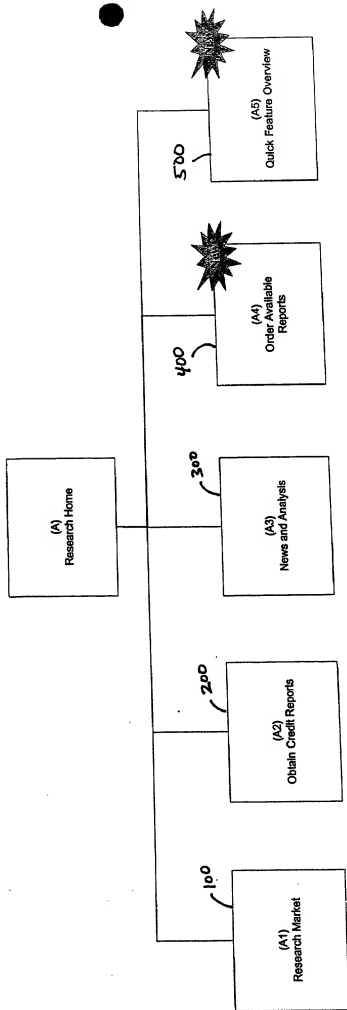 (A)
Research Home
100
(A1)
Research Market
200
(A2)
Obtain Credit Reports
300
(A3)
News and Analysis
400
(A4)
Order Available
Reports
500
(A5)
Quick Feature Overview